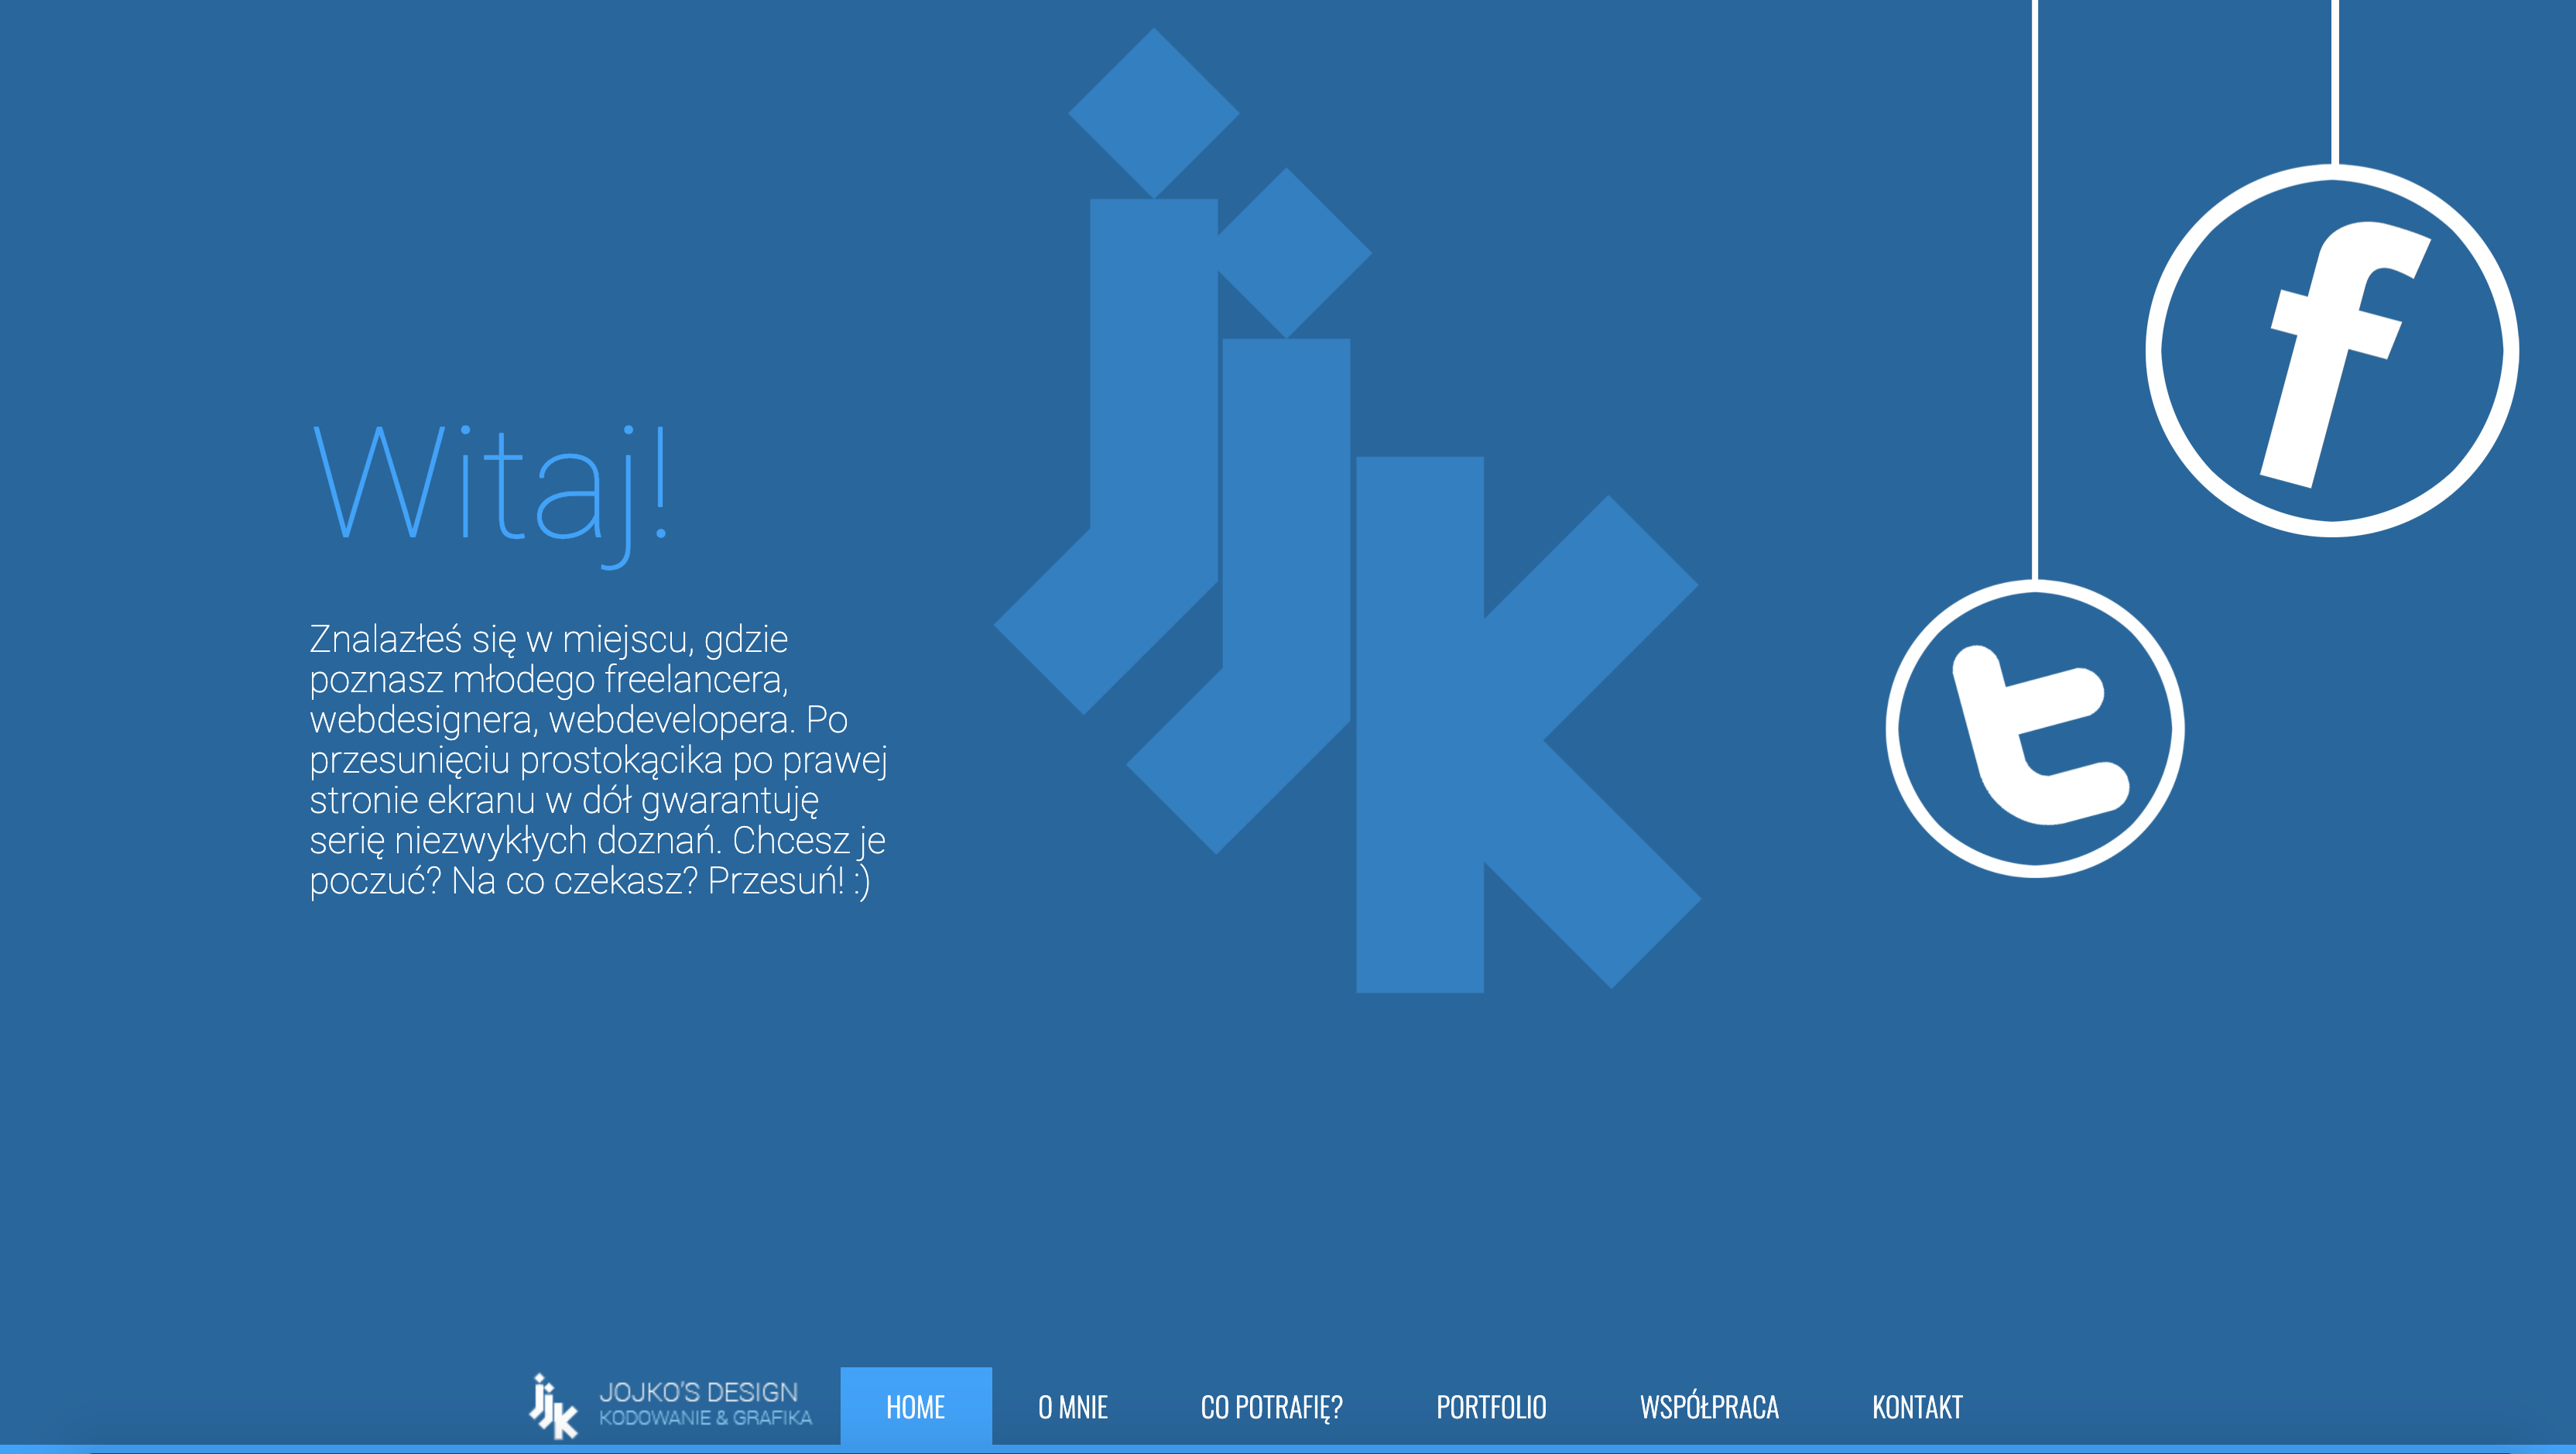 jjk
Witaj!
Znalazłeś się w miejscu, gdzie
poznasz młodego freelancera,
webdesignera, webdevelopera. Po
przesunięciu prostokącika po prawej
stronie ekranu w dół gwarantuję
serię niezwykłych doznań. Chcesz je
poczuć? Na co czekasz? Przesuń! :)
f
t
jjk
JOJKO'S DESIGN
KODOWANIE & GRAFIKA
HOME
O MNIE
CO POTRAFIĘ?
PORTFOLIO
WSPÓŁPRACA
KONTAKT